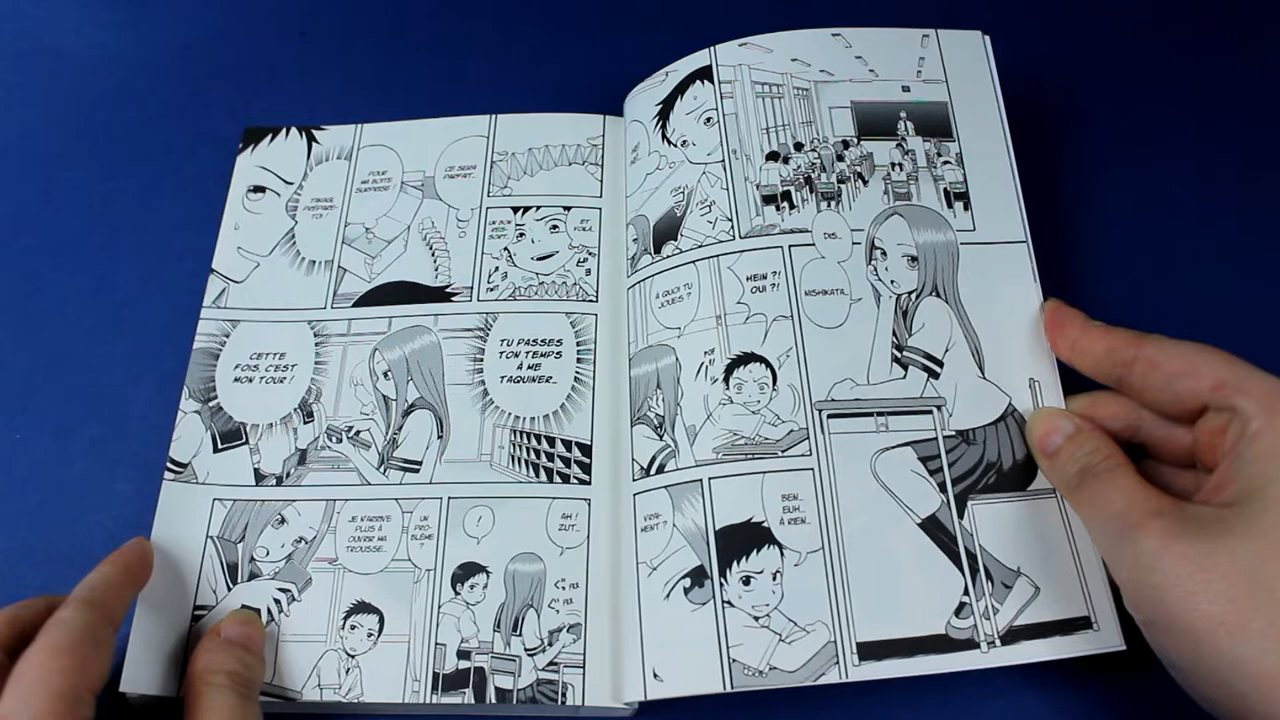 DIS...
NISHIKATA...
HEIN ?!
OUI ?!
À QUOI TU
JOUES ?
BEN...
EUH...
À RIEN...
VRAI-
MENT ?
ET
VOILÀ...
UN BON
RES-
SORT.
CE SERA
PARFAIT...
POUR
MA BOÎTE
SURPRISE !
TAKAGI,
PRÉPARE-
TOI !
TU PASSES
TON TEMPS
À ME
TAQUINER...
CETTE
FOIS, C'EST
MON TOUR !
AH !
ZUT...
!
UN
PRO-
BLÈME
?
JE N'ARRIVE
PLUS À
OUVRIR MA
TROUSSE...